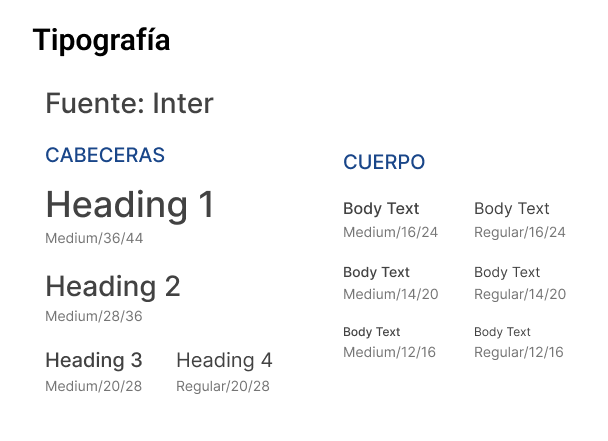 Tipografía
Fuente: Inter
CABECERAS
Heading 1
Medium/36/44
Heading 2
Medium/28/36
Heading 3 Heading 4
Medium/20/28 Regular/20/28
CUERPO
Body Text Body Text
Medium/16/24 Regular/16/24
Body Text Body Text
Medium/14/20 Regular/14/20
Body Text Body Text
Medium/12/16 Regular/12/16